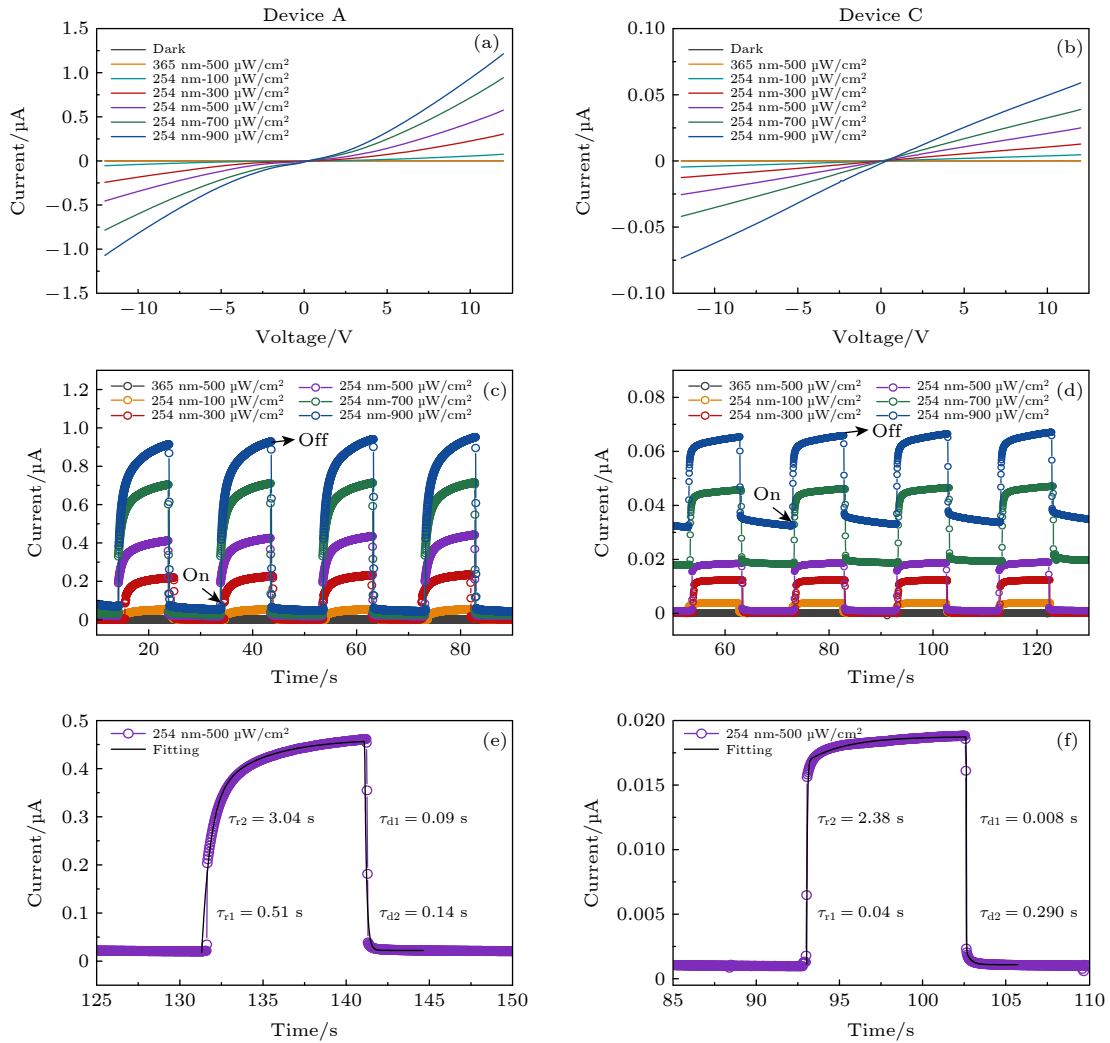 Device A
Device C
(a)
Dark
365 nm-500 µW/cm²
254 nm-100 µW/cm²
254 nm-300 µW/cm²
254 nm-500 µW/cm²
254 nm-700 µW/cm²
254 nm-900 µW/cm²
Current/µA
1.5
1.0
0.5
0
−0.5
−1.0
−1.5
−10 −5 0 5 10
Voltage/V
(b)
Dark
365 nm-500 µW/cm²
254 nm-100 µW/cm²
254 nm-300 µW/cm²
254 nm-500 µW/cm²
254 nm-700 µW/cm²
254 nm-900 µW/cm²
Current/µA
0.10
0.05
0
−0.05
−0.10
−10 −5 0 5 10
Voltage/V
(c)
365 nm-500 µW/cm² 254 nm-500 µW/cm²
254 nm-100 µW/cm² 254 nm-700 µW/cm²
254 nm-300 µW/cm² 254 nm-900 µW/cm²
Off
On
Current/µA
1.2
1.0
0.8
0.6
0.4
0.2
0
20 40 60 80
Time/s
(d)
365 nm-500 µW/cm² 254 nm-500 µW/cm²
254 nm-100 µW/cm² 254 nm-700 µW/cm²
254 nm-300 µW/cm² 254 nm-900 µW/cm²
Off
On
Current/µA
0.08
0.06
0.04
0.02
0
60 80 100 120
Time/s
(e)
254 nm-500 µW/cm²
Fitting
τr2 = 3.04 s
τd1 = 0.09 s
τr1 = 0.51 s
τd2 = 0.14 s
Current/µA
0.5
0.4
0.3
0.2
0.1
0
125 130 135 140 145 150
Time/s
(f)
254 nm-500 µW/cm²
Fitting
τr2 = 2.38 s
τd1 = 0.008 s
τr1 = 0.04 s
τd2 = 0.290 s
Current/µA
0.020
0.015
0.010
0.005
0
85 90 95 100 105 110
Time/s